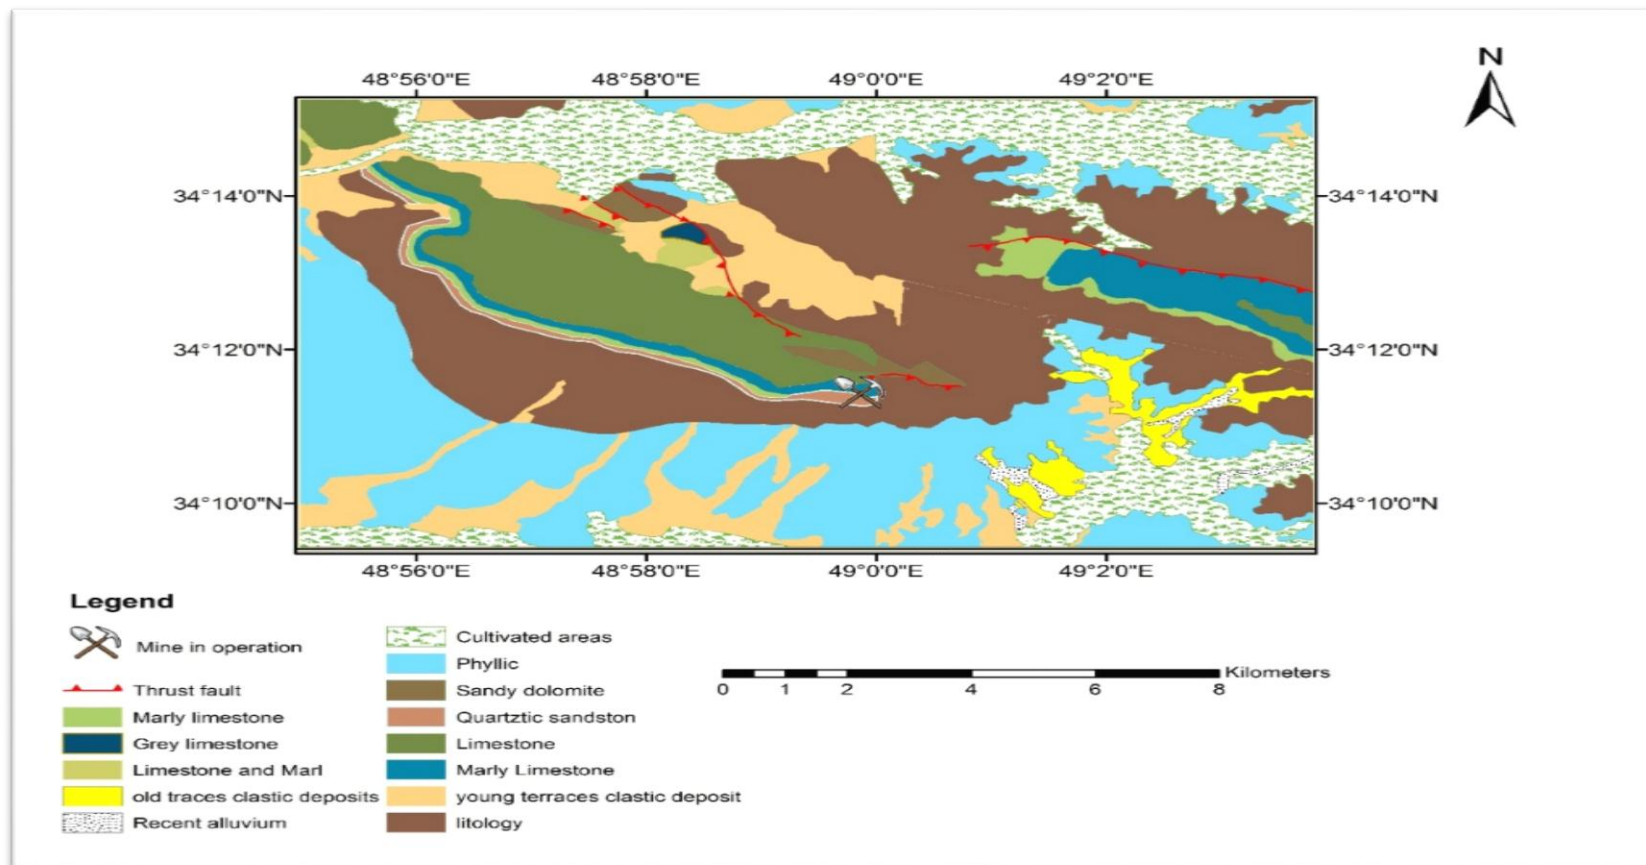 N
48°56'0"E 48°58'0"E 49°0'0"E 49°2'0"E
34°14'0"N 34°14'0"N
34°12'0"N 34°12'0"N
34°10'0"N 34°10'0"N
48°56'0"E 48°58'0"E 49°0'0"E 49°2'0"E
Legend
Mine in operation
Thrust fault
Marly limestone
Grey limestone
Limestone and Marl
old traces clastic deposits
Recent alluvium
Cultivated areas
Phyllic
Sandy dolomite
Quartztic sandston
Limestone
Marly Limestone
young terraces clastic deposit
litology
Kilometers
0 1 2 4 6 8